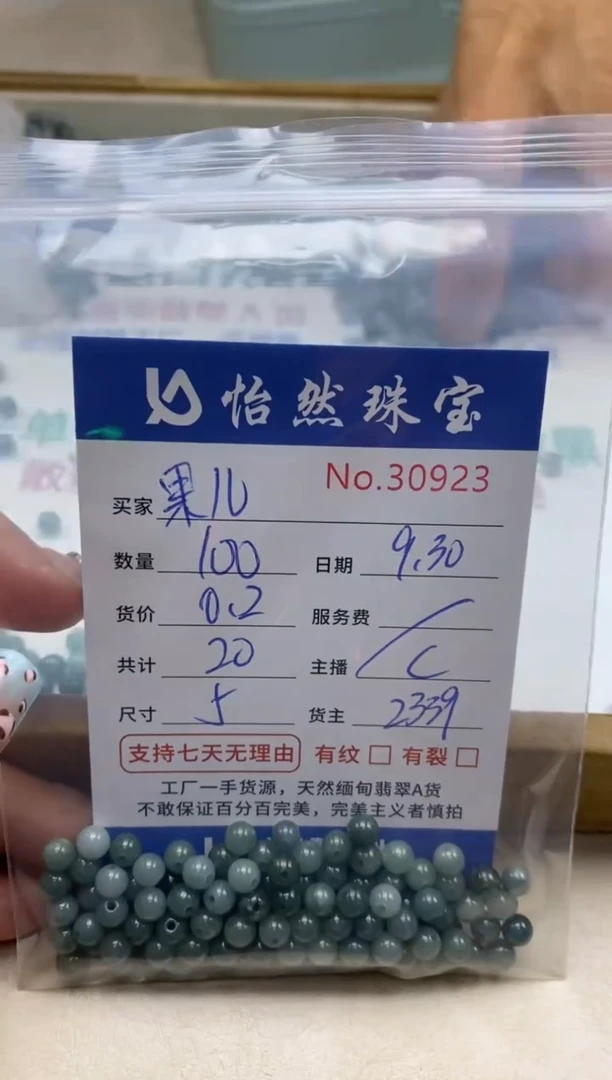 怡然珠宝
No.30923
买家 果儿
数量 100 日期 9.30
货价 0.2 服务费 /
共计 20 主播 C
尺寸 5 货主 2339
支持七天无理由 有纹 □ 有裂 □
工厂一手货源，天然缅甸翡翠A货
不敢保证百分百完美，完美主义者慎拍